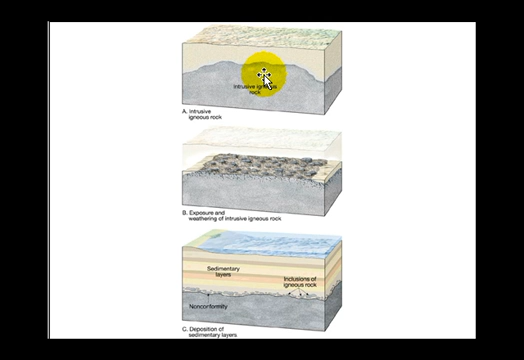 Intrusive igneous
rock
A. Intrusive
igneous rock
B. Exposure and
weathering of intrusive igneous rock
Sedimentary
layers
Inclusions of
igneous rock
Nonconformity
C. Deposition of
sedimentary layers